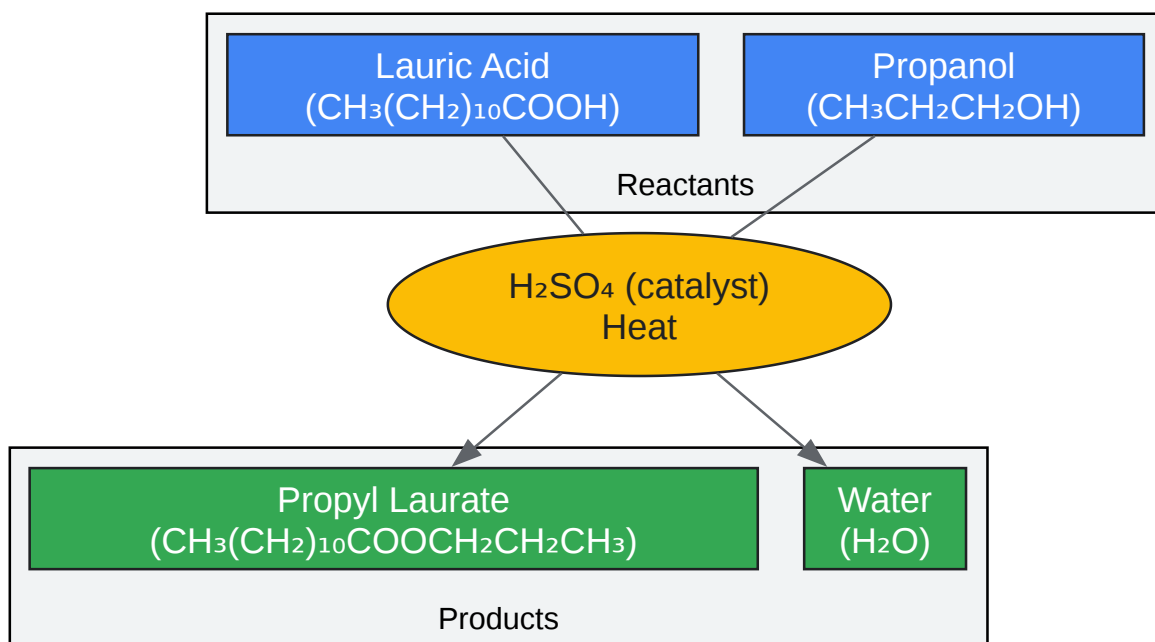 Lauric Acid
(CH₃(CH₂)₁₀COOH)
Propanol
(CH₃CH₂CH₂OH)
Reactants
H₂SO₄ (catalyst)
Heat
Propyl Laurate
(CH₃(CH₂)₁₀COOCH₂CH₂CH₃)
Water
(H₂O)
Products